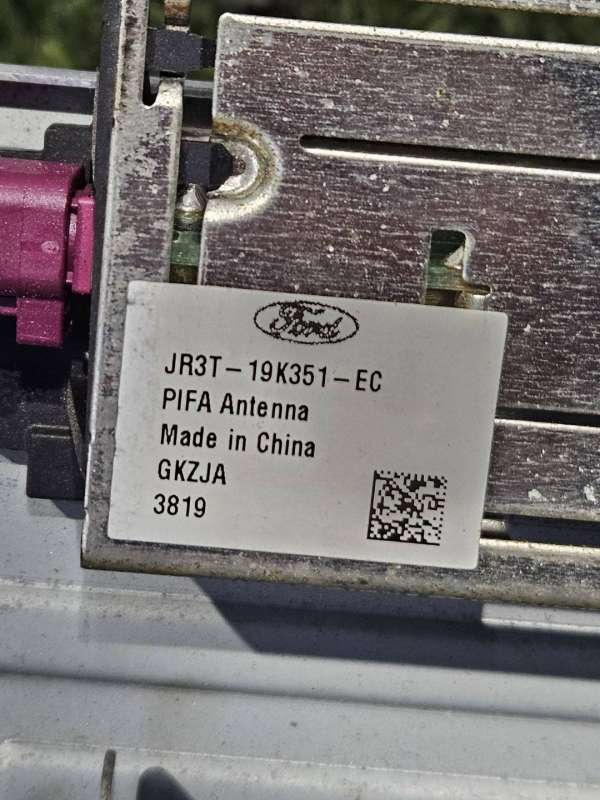 Ford
JR3T-19K351-EC
PIFA Antenna
Made in China
GKZJA
3819